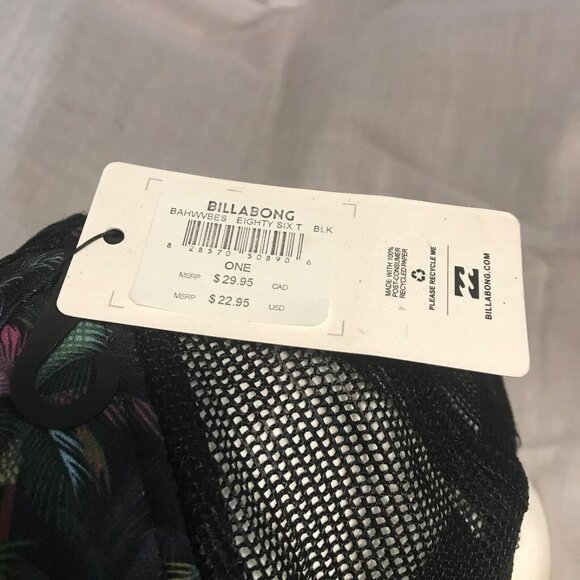 BILLABONG
BAHWVBES EIGHTY SIX T BLK
8 28570 50890 6
ONE
MSRP $29.95 CAD
MSRP $22.95 USD
MADE WITH 100%
POST-CONSUMER
RECYCLED PAPER
PLEASE RECYCLE ME
BILLABONG.COM